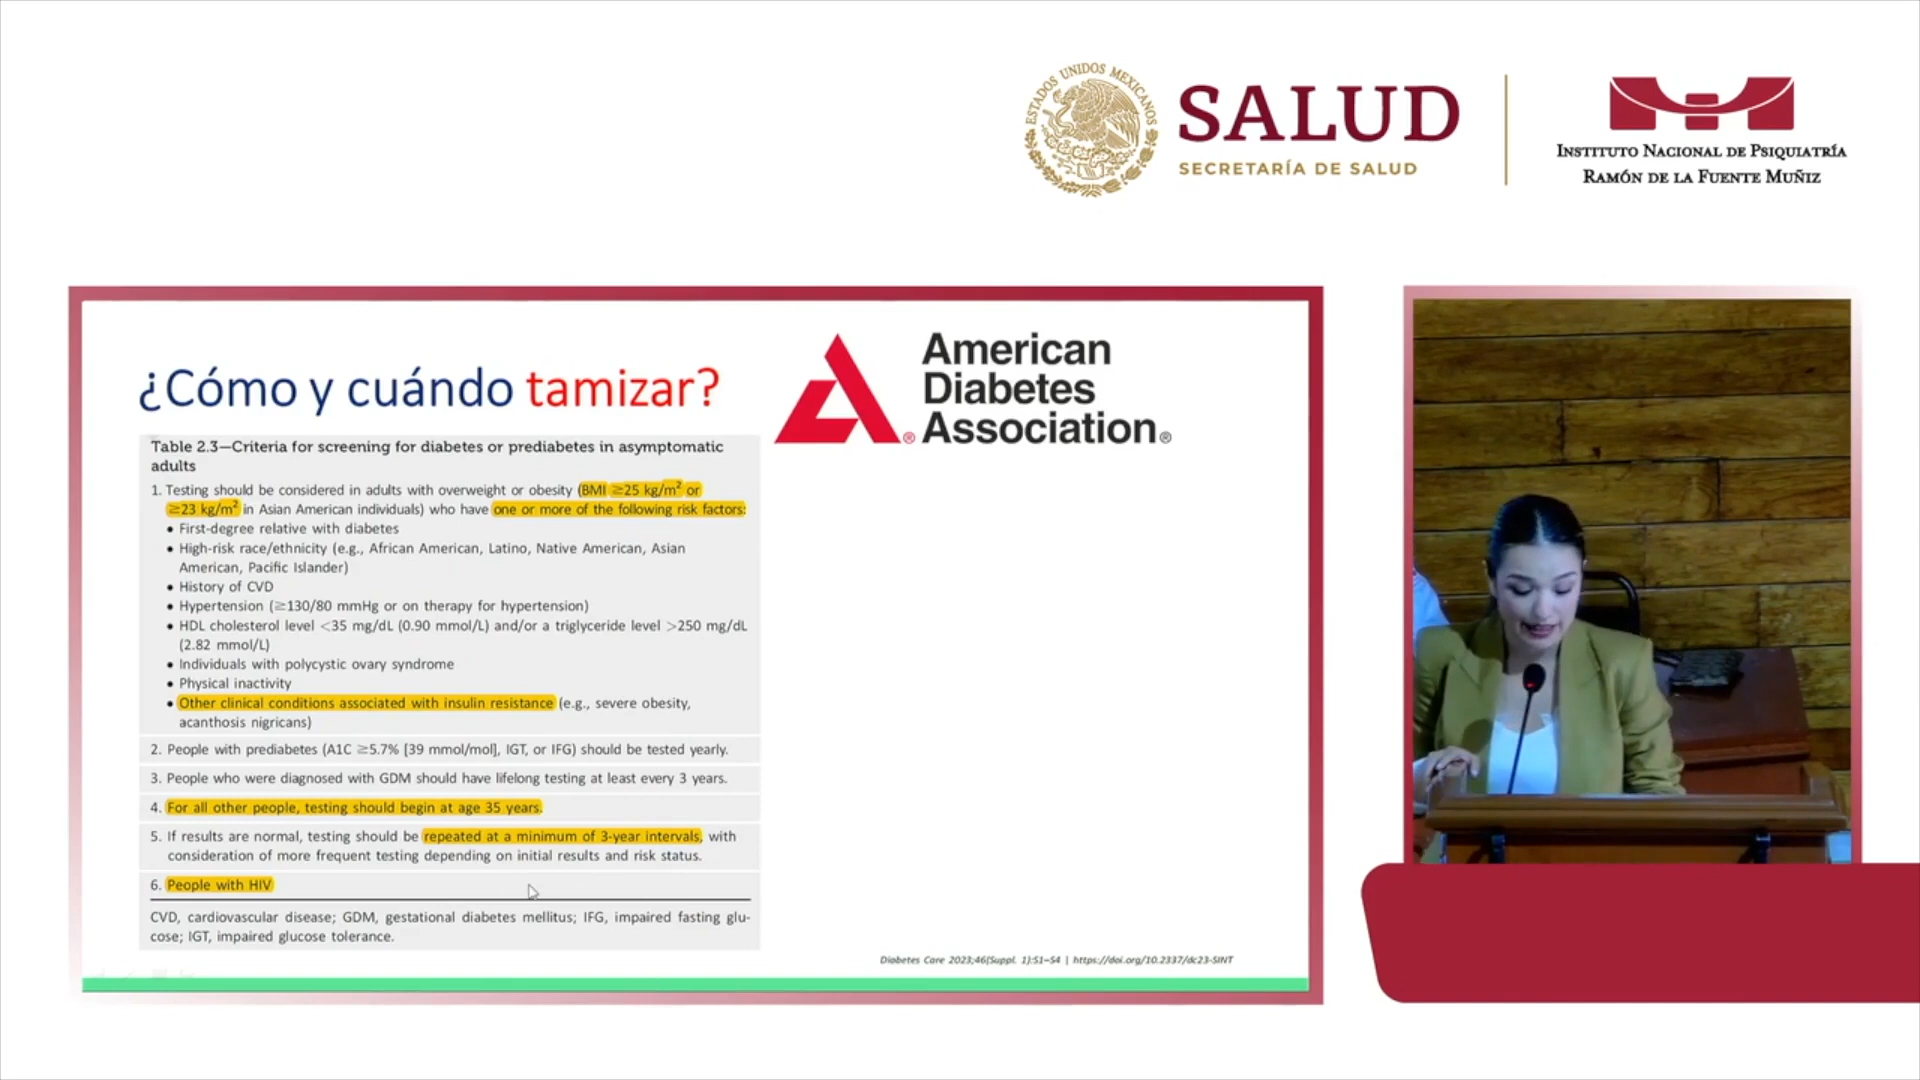 ESTADOS UNIDOS MEXICANOS
SALUD
SECRETARÍA DE SALUD
INSTITUTO NACIONAL DE PSIQUIATRÍA
RAMÓN DE LA FUENTE MUÑIZ
¿Cómo y cuándo tamizar?
American
Diabetes
Association®
Table 2.3—Criteria for screening for diabetes or prediabetes in asymptomatic
adults
1. Testing should be considered in adults with overweight or obesity (BMI ≥25 kg/m² or
≥23 kg/m² in Asian American individuals) who have one or more of the following risk factors:
• First-degree relative with diabetes
• High-risk race/ethnicity (e.g., African American, Latino, Native American, Asian
American, Pacific Islander)
• History of CVD
• Hypertension (≥130/80 mmHg or on therapy for hypertension)
• HDL cholesterol level <35 mg/dL (0.90 mmol/L) and/or a triglyceride level >250 mg/dL
(2.82 mmol/L)
• Individuals with polycystic ovary syndrome
• Physical inactivity
• Other clinical conditions associated with insulin resistance (e.g., severe obesity,
acanthosis nigricans)
2. People with prediabetes (A1C ≥5.7% [39 mmol/mol], IGT, or IFG) should be tested yearly.
3. People who were diagnosed with GDM should have lifelong testing at least every 3 years.
4. For all other people, testing should begin at age 35 years.
5. If results are normal, testing should be repeated at a minimum of 3-year intervals, with
consideration of more frequent testing depending on initial results and risk status.
6. People with HIV
CVD, cardiovascular disease; GDM, gestational diabetes mellitus; IFG, impaired fasting glu-
cose; IGT, impaired glucose tolerance.
Diabetes Care 2023;46(Suppl. 1):S1–S4 | https://doi.org/10.2337/dc23-SINT